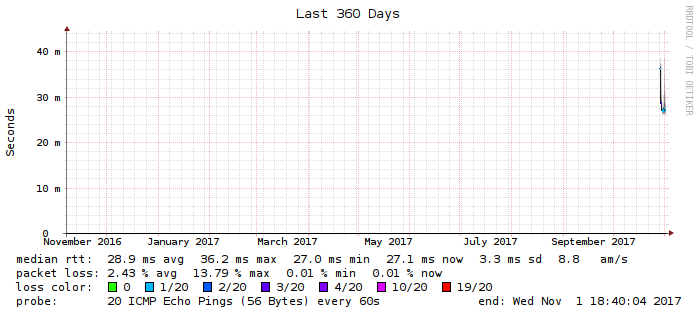 Last 360 Days
RRDTOOL / TOBI OETIKER
Seconds
40 m
30 m
20 m
10 m
0
November 2016 January 2017 March 2017 May 2017 July 2017 September 2017
median rtt: 28.9 ms avg 36.2 ms max 27.0 ms min 27.1 ms now 3.3 ms sd 8.8 am/s
packet loss: 2.43 % avg 13.79 % max 0.01 % min 0.01 % now
loss color: 0 1/20 2/20 3/20 4/20 10/20 19/20
probe: 20 ICMP Echo Pings (56 Bytes) every 60s end: Wed Nov 1 18:40:04 2017